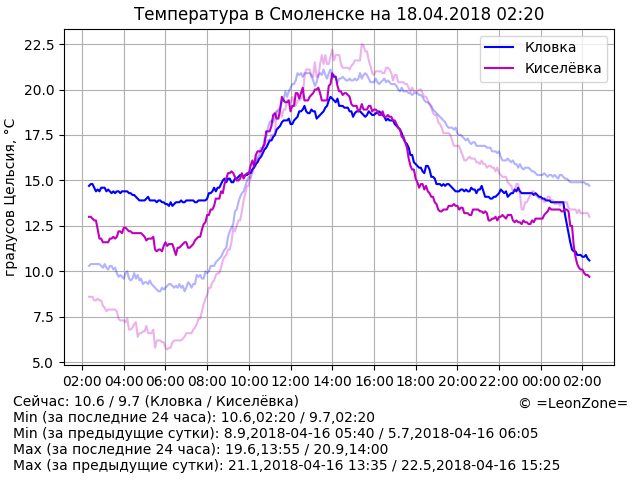 Температура в Смоленске на 18.04.2018 02:20
градусов Цельсия, °C
22.5
20.0
17.5
15.0
12.5
10.0
7.5
5.0
Кловка
Киселёвка
02:00 04:00 06:00 08:00 10:00 12:00 14:00 16:00 18:00 20:00 22:00 00:00 02:00
Сейчас: 10.6 / 9.7 (Кловка / Киселёвка)
© =LeonZone=
Min (за последние 24 часа): 10.6,02:20 / 9.7,02:20
Min (за предыдущие сутки): 8.9,2018-04-16 05:40 / 5.7,2018-04-16 06:05
Max (за последние 24 часа): 19.6,13:55 / 20.9,14:00
Max (за предыдущие сутки): 21.1,2018-04-16 13:35 / 22.5,2018-04-16 15:25